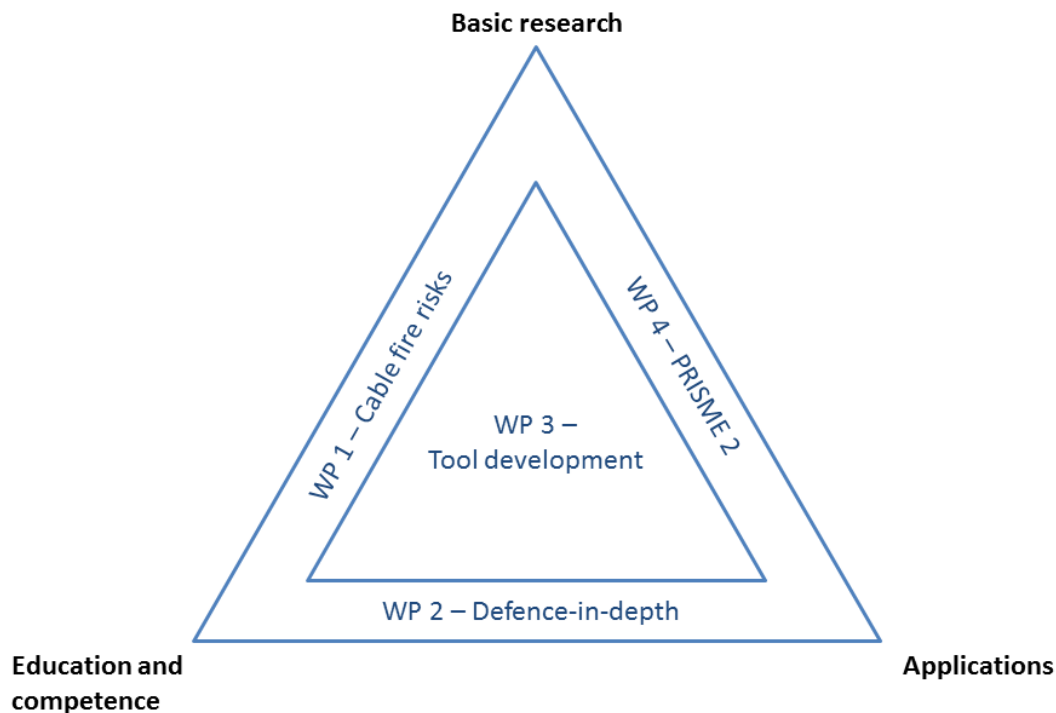 Basic research
WP 1 – Cable fire risks
WP 4 – PRISME 2
WP 3 –
Tool development
WP 2 – Defence-in-depth
Education and
competence
Applications